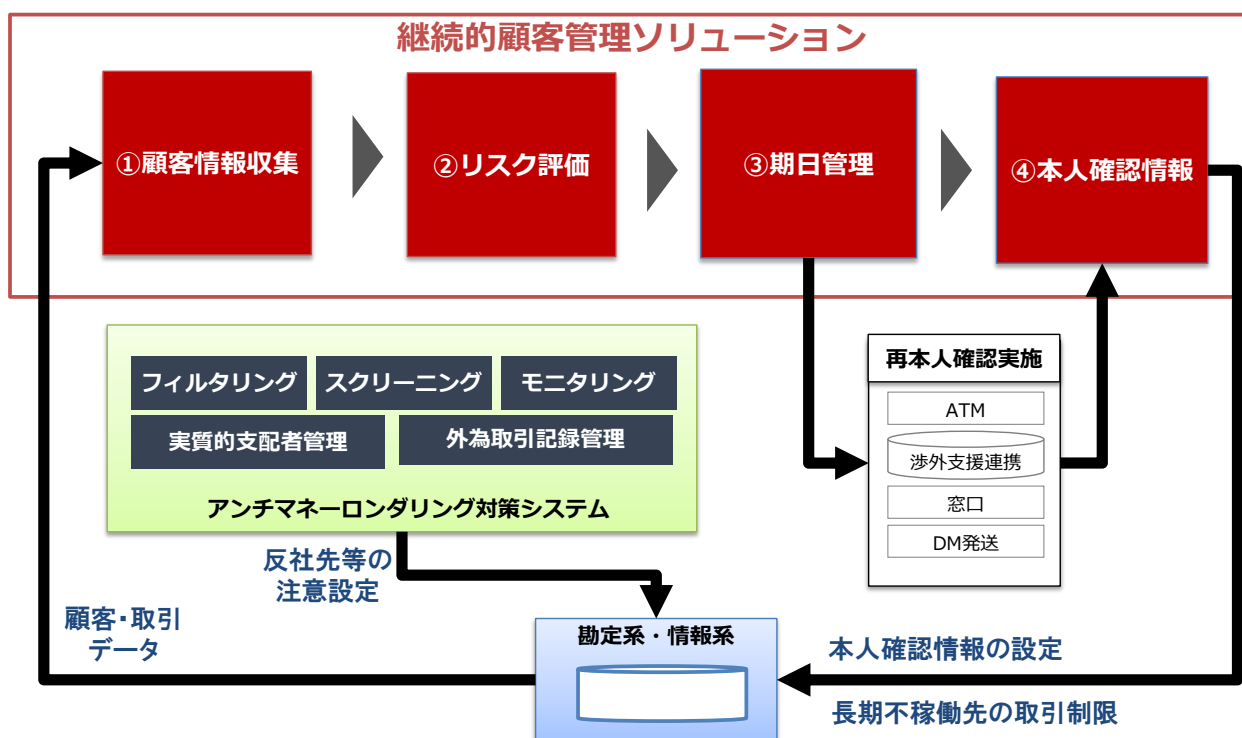 継続的顧客管理ソリューション
①顧客情報収集
②リスク評価
③期日管理
④本人確認情報
フィルタリング
スクリーニング
モニタリング
実質的支配者管理
外為取引記録管理
アンチマネーロンダリング対策システム
再本人確認実施
ATM
渉外支援連携
窓口
DM発送
反社先等の
注意設定
顧客・取引
データ
勘定系・情報系
本人確認情報の設定
長期不稼働先の取引制限